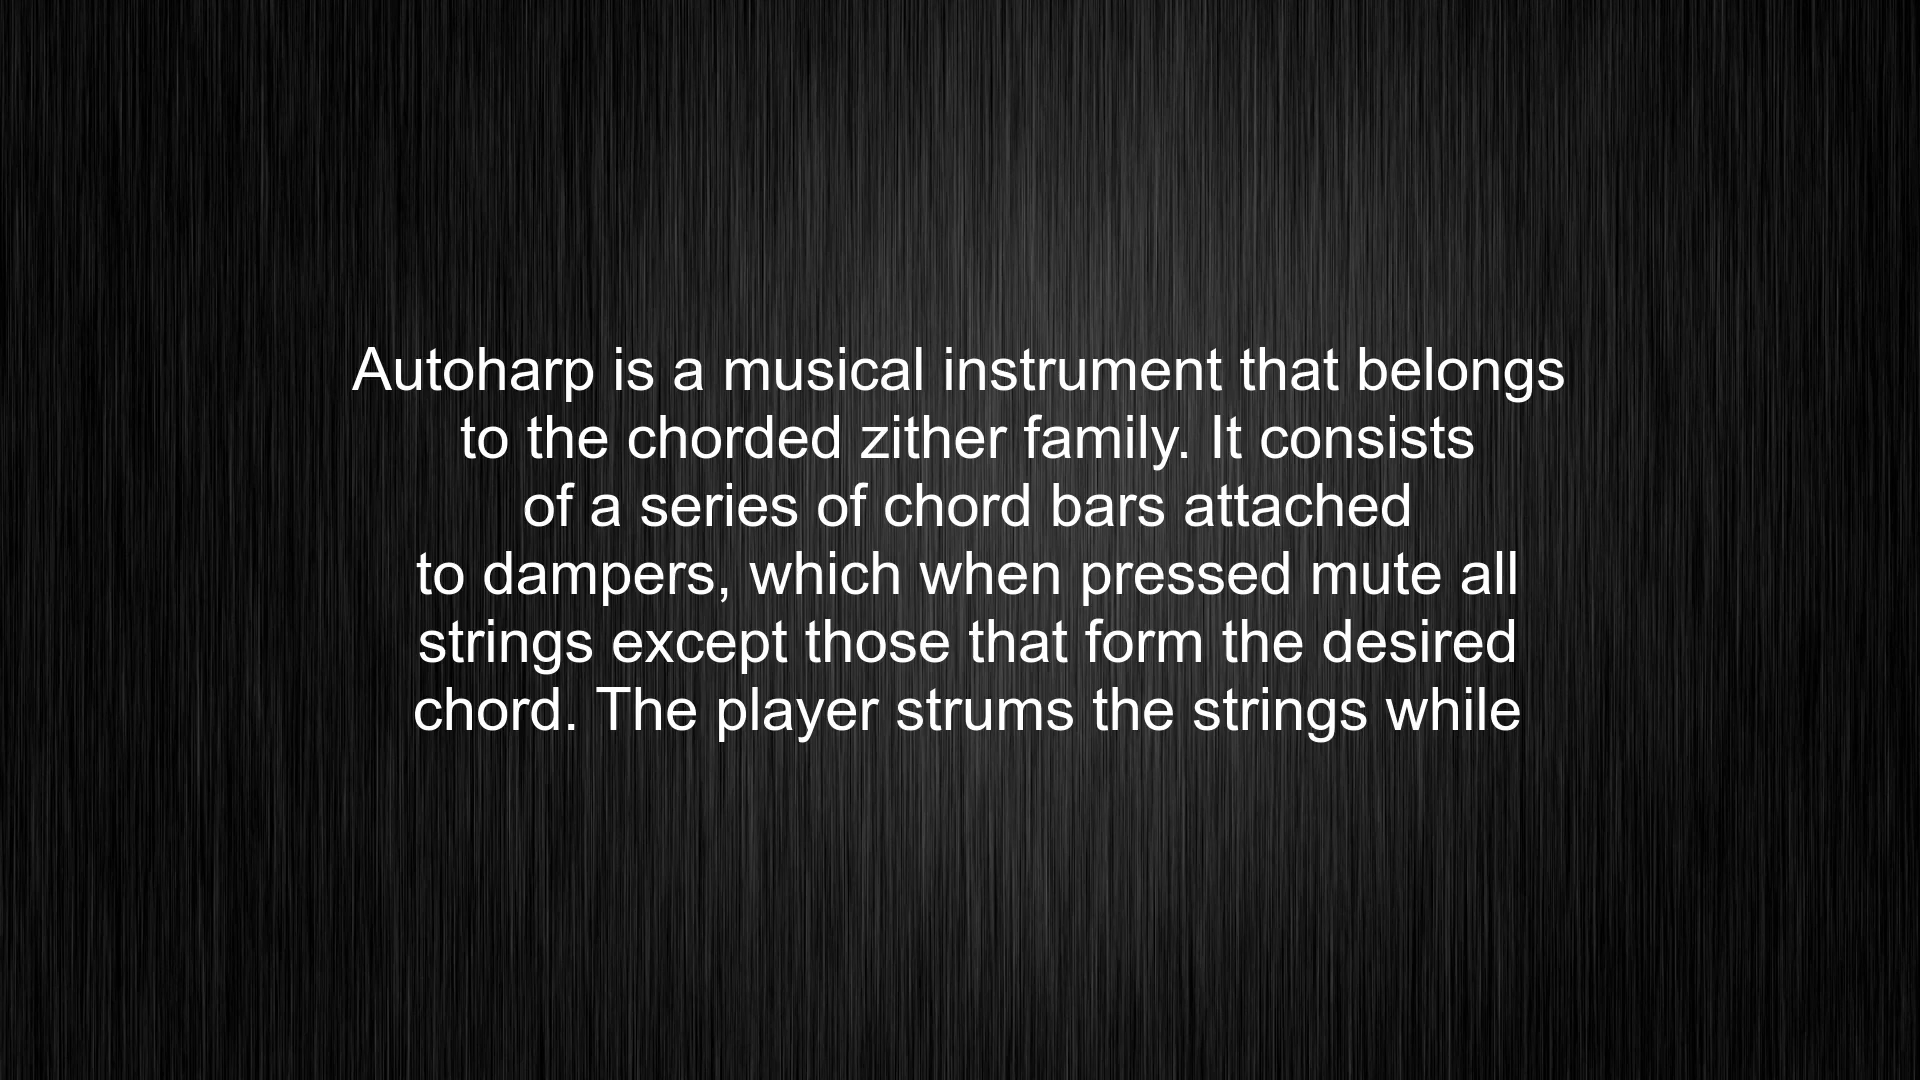 Autoharp is a musical instrument that belongs
to the chorded zither family. It consists
of a series of chord bars attached
to dampers, which when pressed mute all
strings except those that form the desired
chord. The player strums the strings while